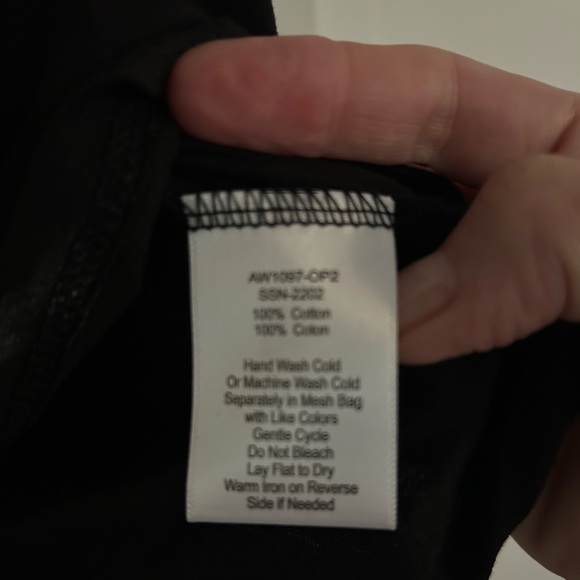 AW1097-OP2
SSN-2202
100% Cotton
100% Coton
Hand Wash Cold
Or Machine Wash Cold
Separately in Mesh Bag
with Like Colors
Gentle Cycle
Do Not Bleach
Lay Flat to Dry
Warm Iron on Reverse
Side If Needed